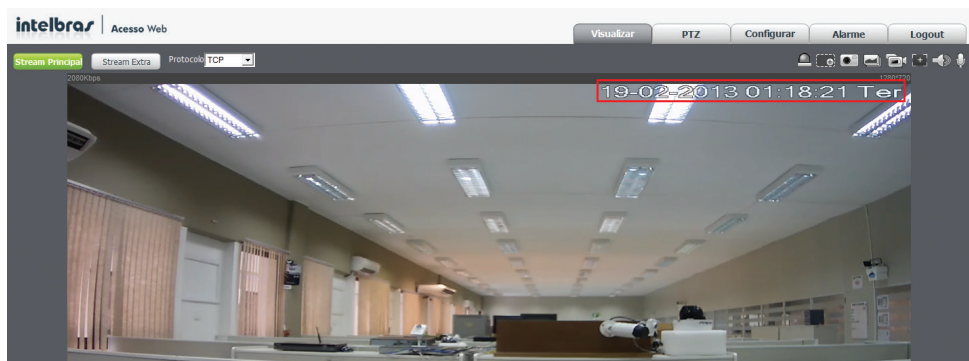 intelbras Acesso Web
Visualizar PTZ Configurar Alarme Logout
Stream Principal Stream Extra Protocolo TCP
2080Kbps 1280*720
19-02-2013 01:18:21 Ter